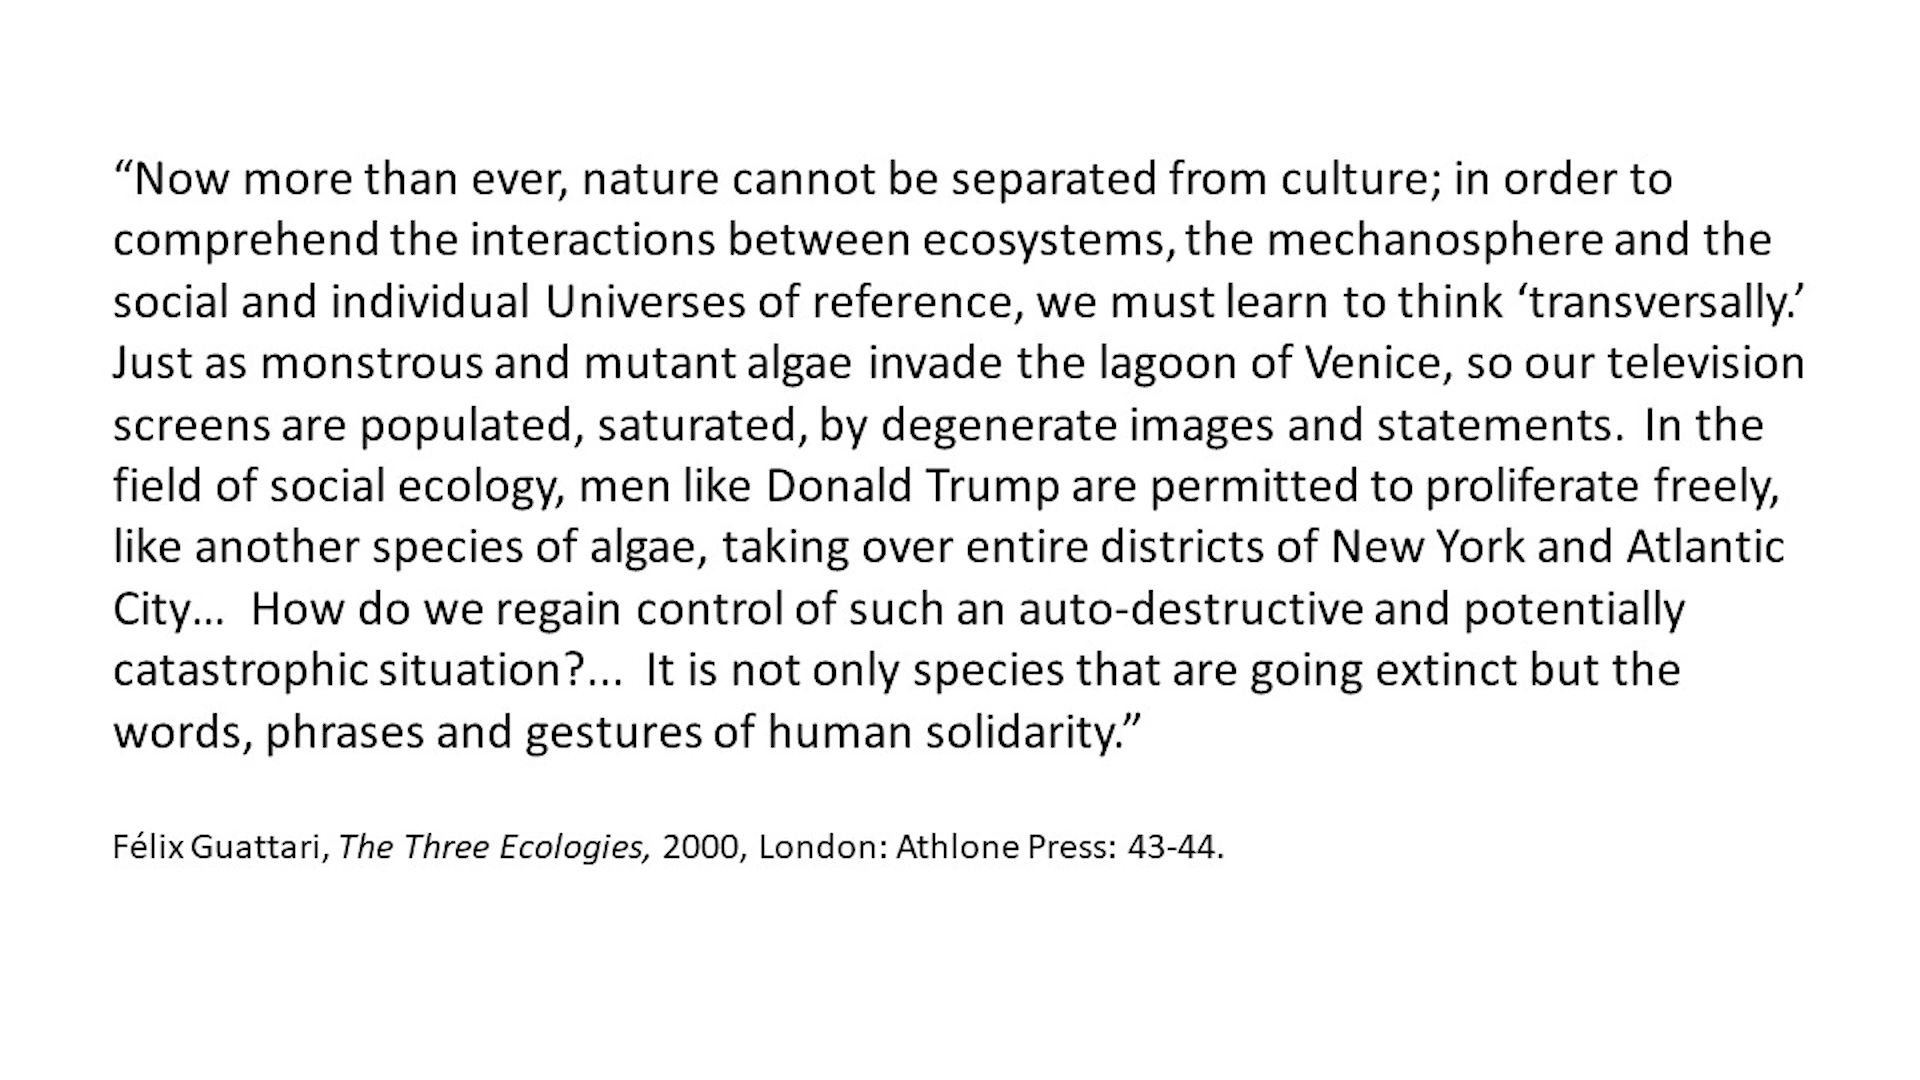 “Now more than ever, nature cannot be separated from culture; in order to
comprehend the interactions between ecosystems, the mechanosphere and the
social and individual Universes of reference, we must learn to think ‘transversally.’
Just as monstrous and mutant algae invade the lagoon of Venice, so our television
screens are populated, saturated, by degenerate images and statements. In the
field of social ecology, men like Donald Trump are permitted to proliferate freely,
like another species of algae, taking over entire districts of New York and Atlantic
City… How do we regain control of such an auto-destructive and potentially
catastrophic situation?... It is not only species that are going extinct but the
words, phrases and gestures of human solidarity.”
Félix Guattari, The Three Ecologies, 2000, London: Athlone Press: 43-44.